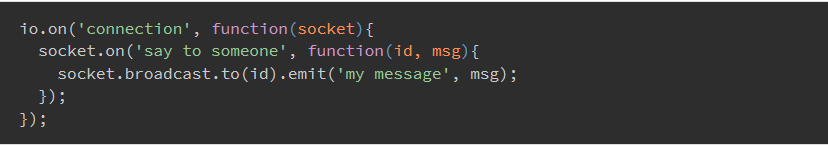 io.on('connection', function(socket){
  socket.on('say to someone', function(id, msg){
    socket.broadcast.to(id).emit('my message', msg);
  });
});